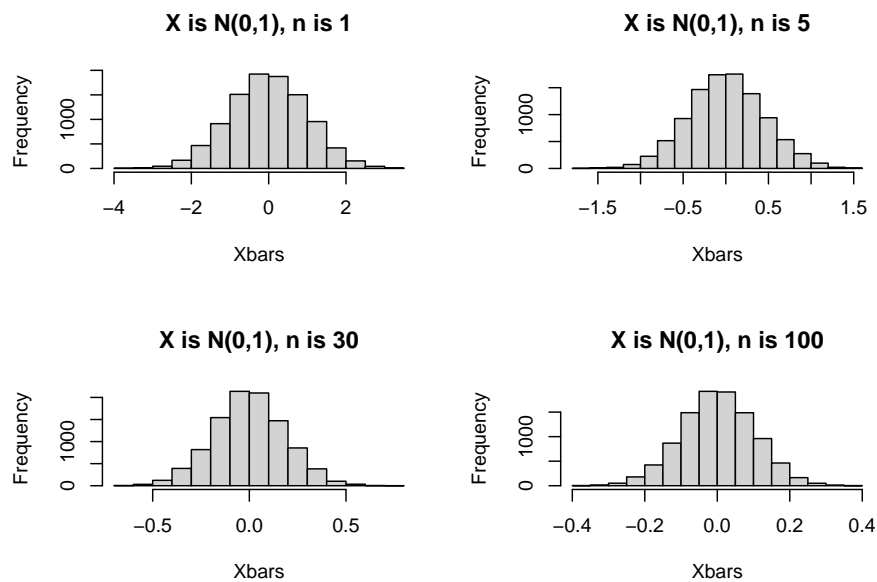 X is N(0,1), n is 1
Frequency
0 1000
−4 −2 0 2
Xbars
X is N(0,1), n is 5
Frequency
0 1000
−1.5 −0.5 0.5 1.5
Xbars
X is N(0,1), n is 30
Frequency
0 1000
−0.5 0.0 0.5
Xbars
X is N(0,1), n is 100
Frequency
0 1000
−0.4 −0.2 0.0 0.2 0.4
Xbars